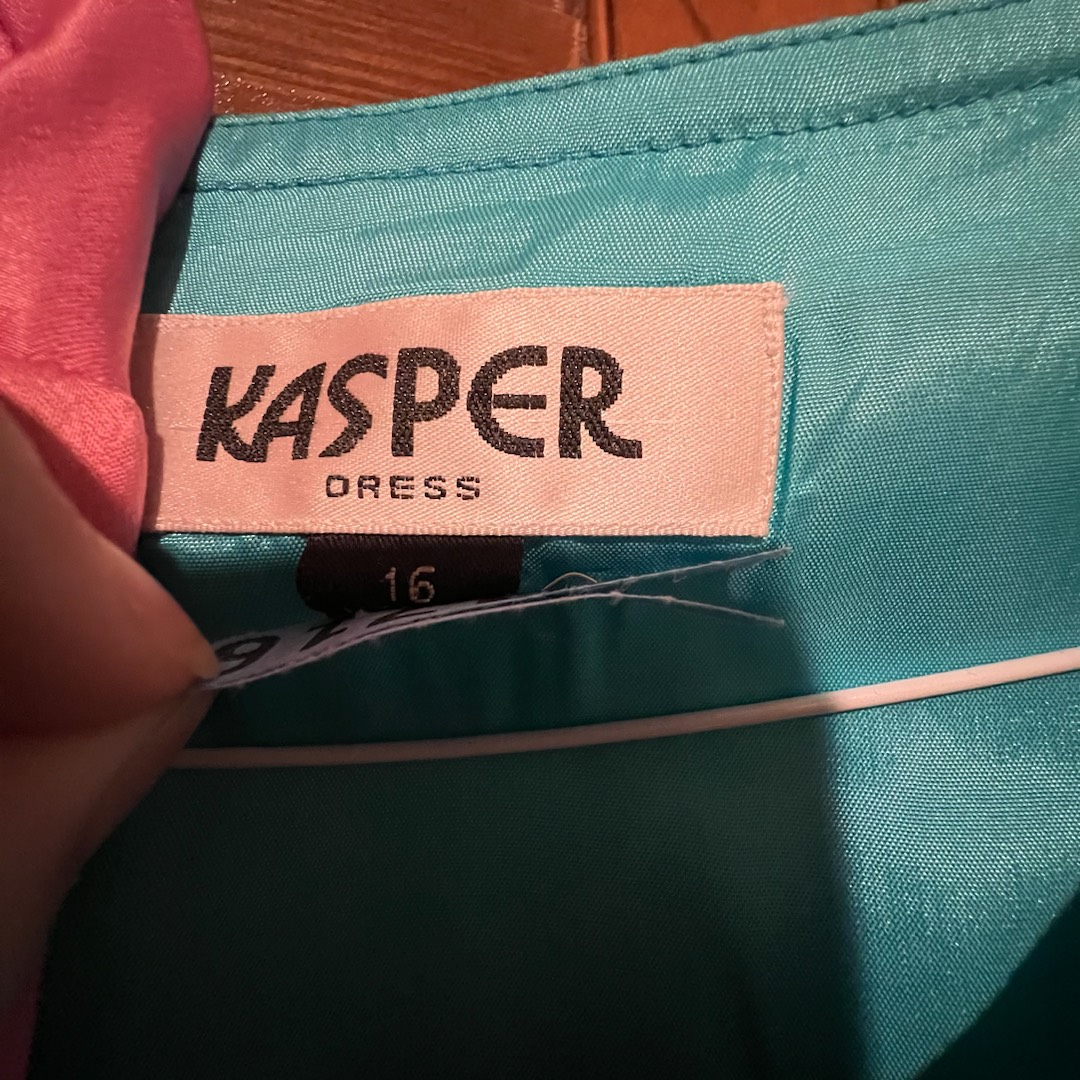 KASPER
DRESS
16